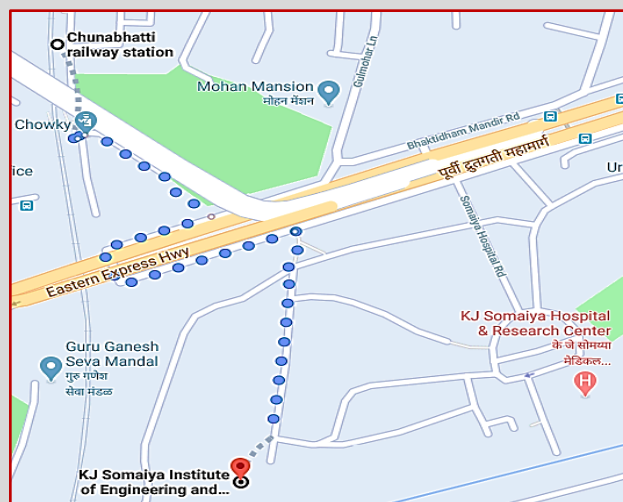 Chunabhatti
railway station
Gulmohar Ln
Mohan Mansion
मोहन मेंशन
Chowky
Bhaktidham Mandir Rd
पूर्वी द्रुतगती महामार्ग
ice
Ur
Somaiya Hospital Rd
Eastern Express Hwy
KJ Somaiya Hospital
& Research Center
के जे सोमय्या
मेडिकल...
H
Guru Ganesh
Seva Mandal
गुरु गणेश
सेवा मंडळ
KJ Somaiya Institute
of Engineering and...